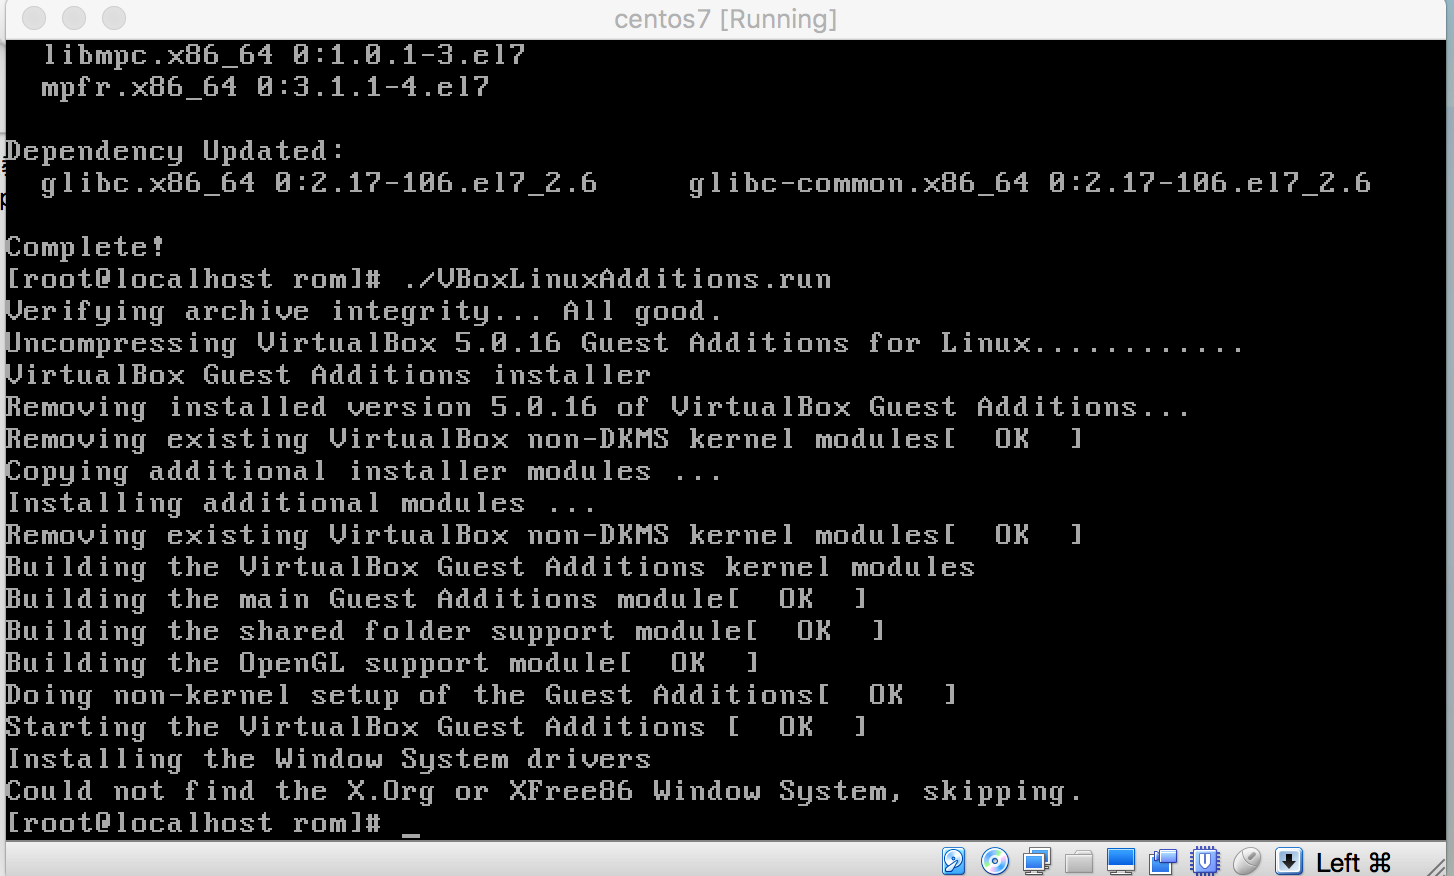 centos7 [Running]
libmpc.x86_64 0:1.0.1-3.el7
mpfr.x86_64 0:3.1.1-4.el7
Dependency Updated:
glibc.x86_64 0:2.17-106.el7_2.6 glibc-common.x86_64 0:2.17-106.el7_2.6
Complete!
[root@localhost rom]# ./VBoxLinuxAdditions.run
Verifying archive integrity... All good.
Uncompressing VirtualBox 5.0.16 Guest Additions for Linux............
VirtualBox Guest Additions installer
Removing installed version 5.0.16 of VirtualBox Guest Additions...
Removing existing VirtualBox non-DKMS kernel modules[  OK  ]
Copying additional installer modules ...
Installing additional modules ...
Removing existing VirtualBox non-DKMS kernel modules[  OK  ]
Building the VirtualBox Guest Additions kernel modules
Building the main Guest Additions module[  OK  ]
Building the shared folder support module[  OK  ]
Building the OpenGL support module[  OK  ]
Doing non-kernel setup of the Guest Additions[  OK  ]
Starting the VirtualBox Guest Additions [  OK  ]
Installing the Window System drivers
Could not find the X.Org or XFree86 Window System, skipping.
[root@localhost rom]# _
Left ⌘